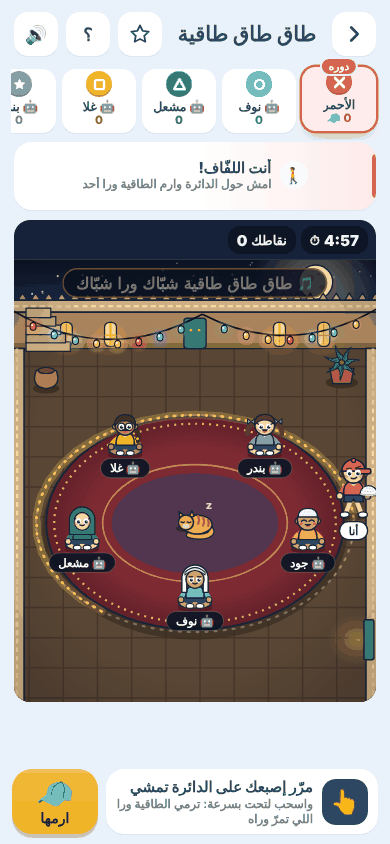 طاق طاق طاقية
؟
دوره
الأحمر
0
نوف
0
مشعل
0
غلا
0
0
أنت اللفّاف!
امش حول الدائرة وارم الطاقية ورا أحد
4:57
نقاطك 0
طاق طاق طاقية شبّاك ورا شبّاك
غلا
بندر
z
أنا
مشعل
جود
نوف
مرّر إصبعك على الدائرة تمشي
واسحب لتحت بسرعة: ترمي الطاقية ورا
اللي تمرّ وراه
ارمها